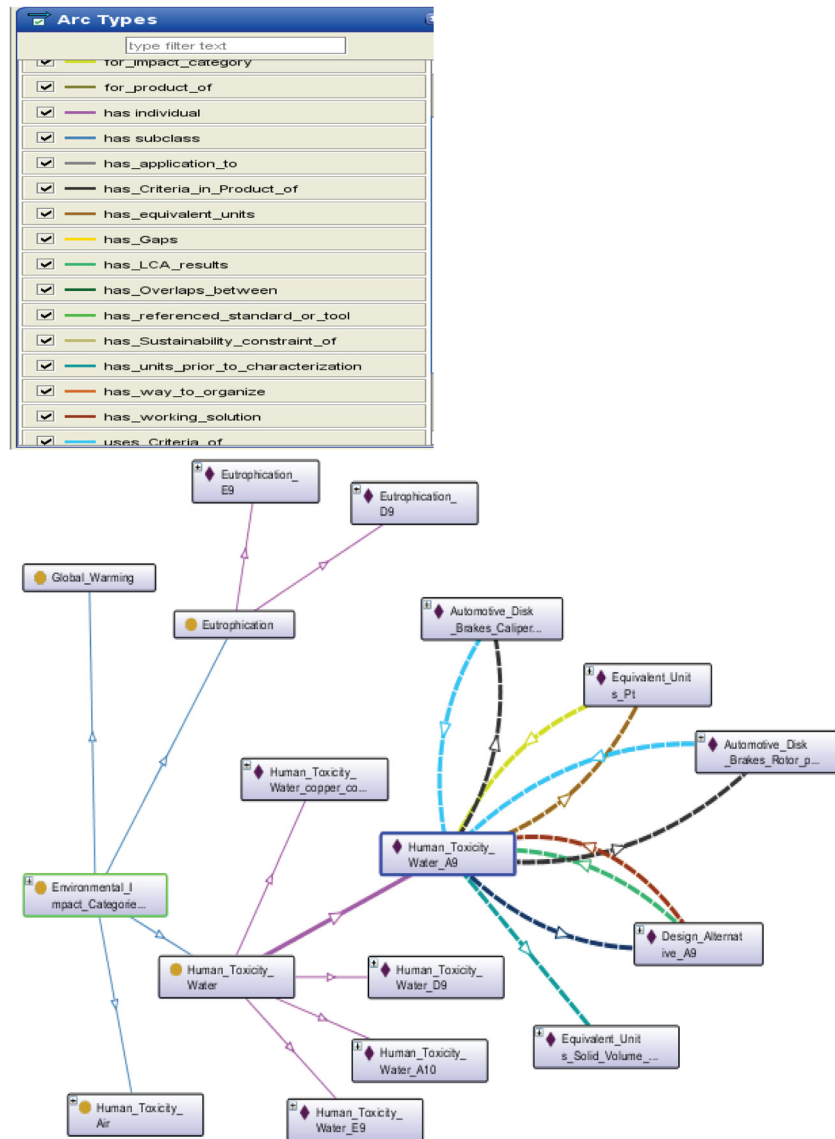 Arc Types
type filter text
for_impact_category
for_product_of
has individual
has subclass
has_application_to
has_Criteria_in_Product_of
has_equivalent_units
has_Gaps
has_LCA_results
has_Overlaps_between
has_referenced_standard_or_tool
has_Sustainability_constraint_of
has_units_prior_to_characterization
has_way_to_organize
has_working_solution
uses_Criteria_of
Eutrophication_
E9
Eutrophication_
D9
Global_Warming
Eutrophication
Automotive_Disk
_Brakes_Caliper...
Equivalent_Unit
s_Pt
Automotive_Disk
_Brakes_Rotor_p...
Human_Toxicity_
Water_copper_co...
Human_Toxicity_
Water_A9
Environmental_I
mpact_Categorie...
Design_Alternat
ive_A9
Human_Toxicity_
Water
Human_Toxicity_
Water_D9
Equivalent_Unit
s_Solid_Volume_...
Human_Toxicity_
Water_A10
Human_Toxicity_
Air
Human_Toxicity_
Water_E9